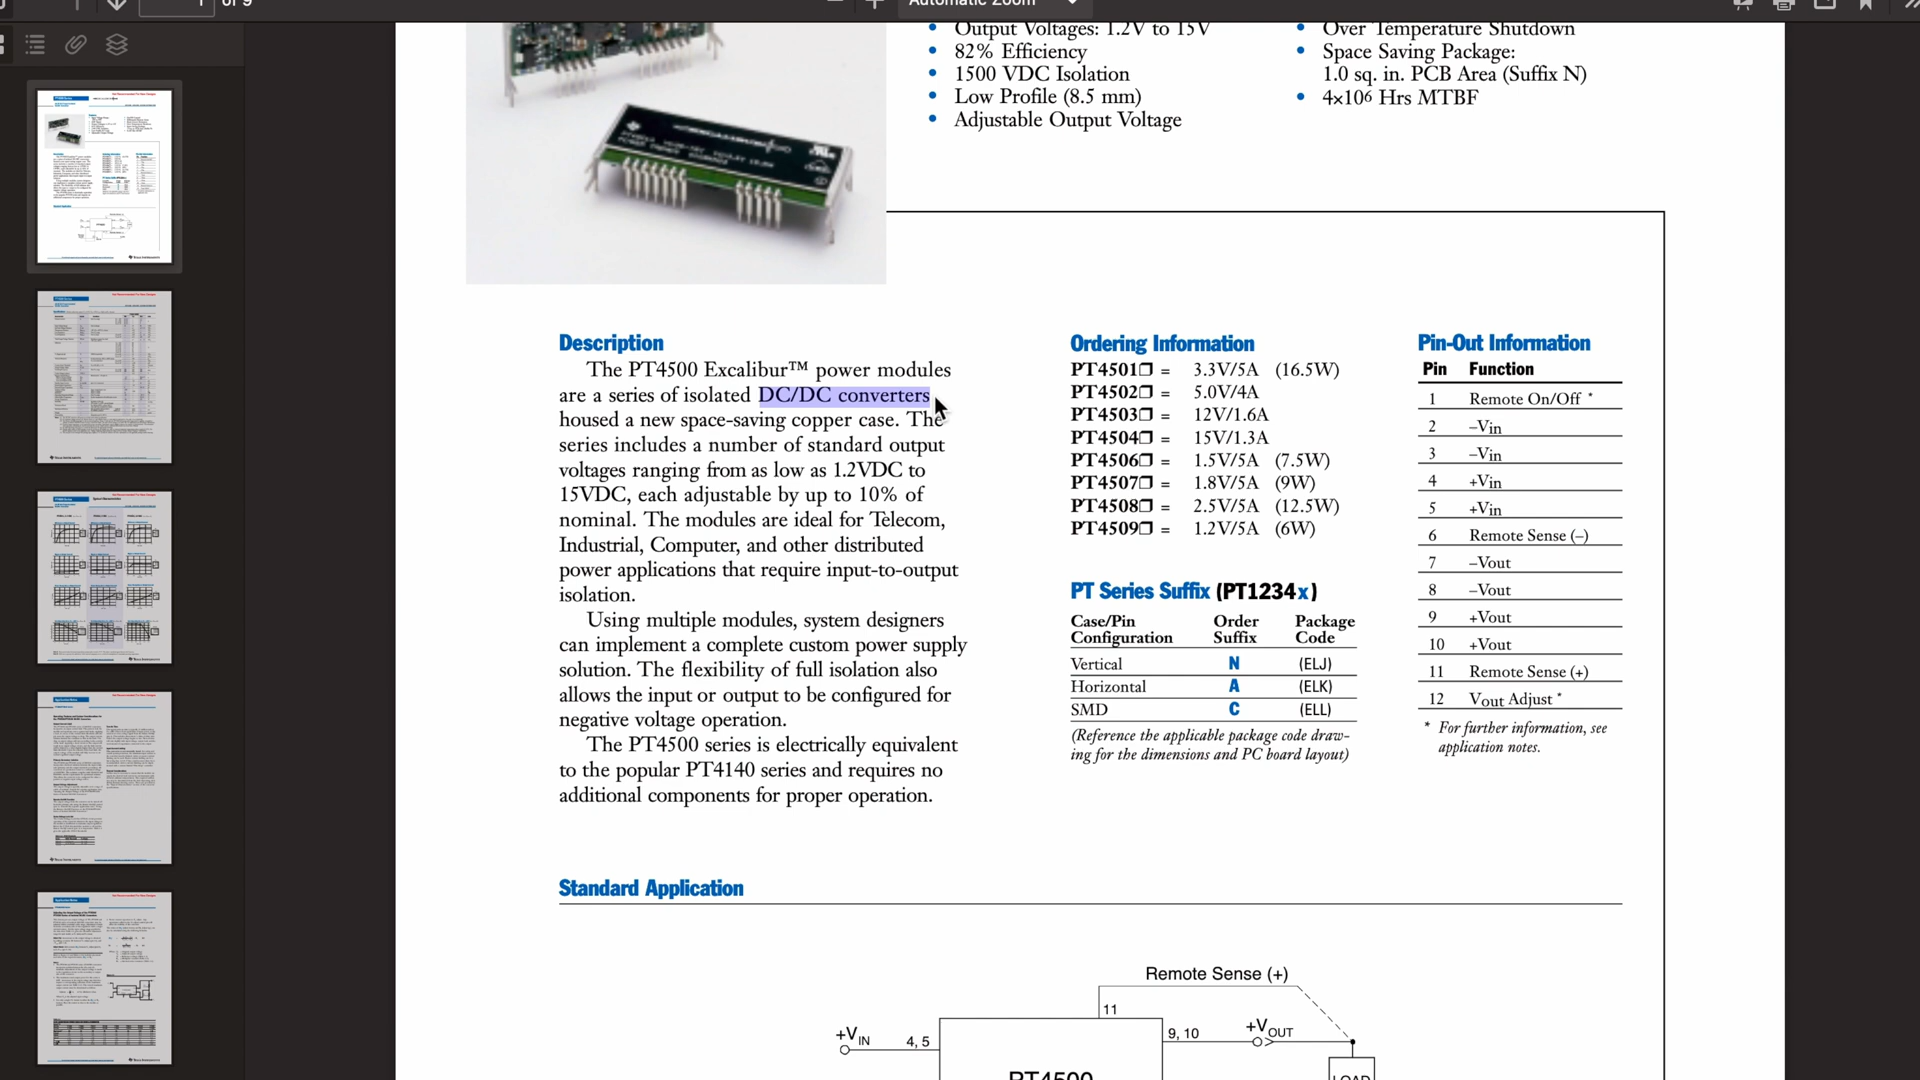 of 9
Automatic Zoom
Output Voltages: 1.2V to 15V
82% Efficiency
1500 VDC Isolation
Low Profile (8.5 mm)
Adjustable Output Voltage
Over Temperature Shutdown
Space Saving Package:
1.0 sq. in. PCB Area (Suffix N)
4×10⁶ Hrs MTBF
Description
The PT4500 Excalibur™ power modules
are a series of isolated DC/DC converters
housed a new space-saving copper case. The
series includes a number of standard output
voltages ranging from as low as 1.2VDC to
15VDC, each adjustable by up to 10% of
nominal. The modules are ideal for Telecom,
Industrial, Computer, and other distributed
power applications that require input-to-output
isolation.
Using multiple modules, system designers
can implement a complete custom power supply
solution. The flexibility of full isolation also
allows the input or output to be configured for
negative voltage operation.
The PT4500 series is electrically equivalent
to the popular PT4140 series and requires no
additional components for proper operation.
Ordering Information
PT4501❒ = 3.3V/5A (16.5W)
PT4502❒ = 5.0V/4A
PT4503❒ = 12V/1.6A
PT4504❒ = 15V/1.3A
PT4506❒ = 1.5V/5A (7.5W)
PT4507❒ = 1.8V/5A (9W)
PT4508❒ = 2.5V/5A (12.5W)
PT4509❒ = 1.2V/5A (6W)
PT Series Suffix (PT1234x)
Case/Pin Order Package
Configuration Suffix Code
Vertical N (ELJ)
Horizontal A (ELK)
SMD C (ELL)
(Reference the applicable package code draw-
ing for the dimensions and PC board layout)
Pin-Out Information
Pin Function
1 Remote On/Off *
2 –Vin
3 –Vin
4 +Vin
5 +Vin
6 Remote Sense (–)
7 –Vout
8 –Vout
9 +Vout
10 +Vout
11 Remote Sense (+)
12 Vout Adjust *
* For further information, see
application notes.
Standard Application
Remote Sense (+)
11
+VIN 4, 5
9, 10 +VOUT
PT4500
LOAD